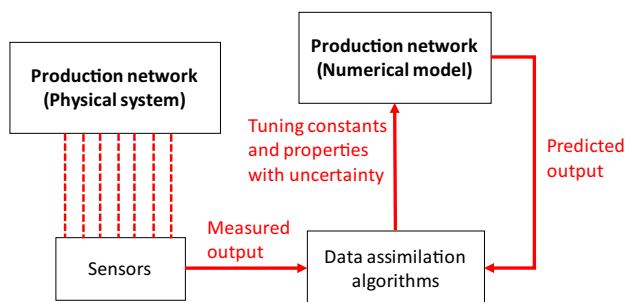 Production network
(Physical system)
Production network
(Numerical model)
Tuning constants
and properties
with uncertainty
Predicted
output
Measured
output
Sensors
Data assimilation
algorithms